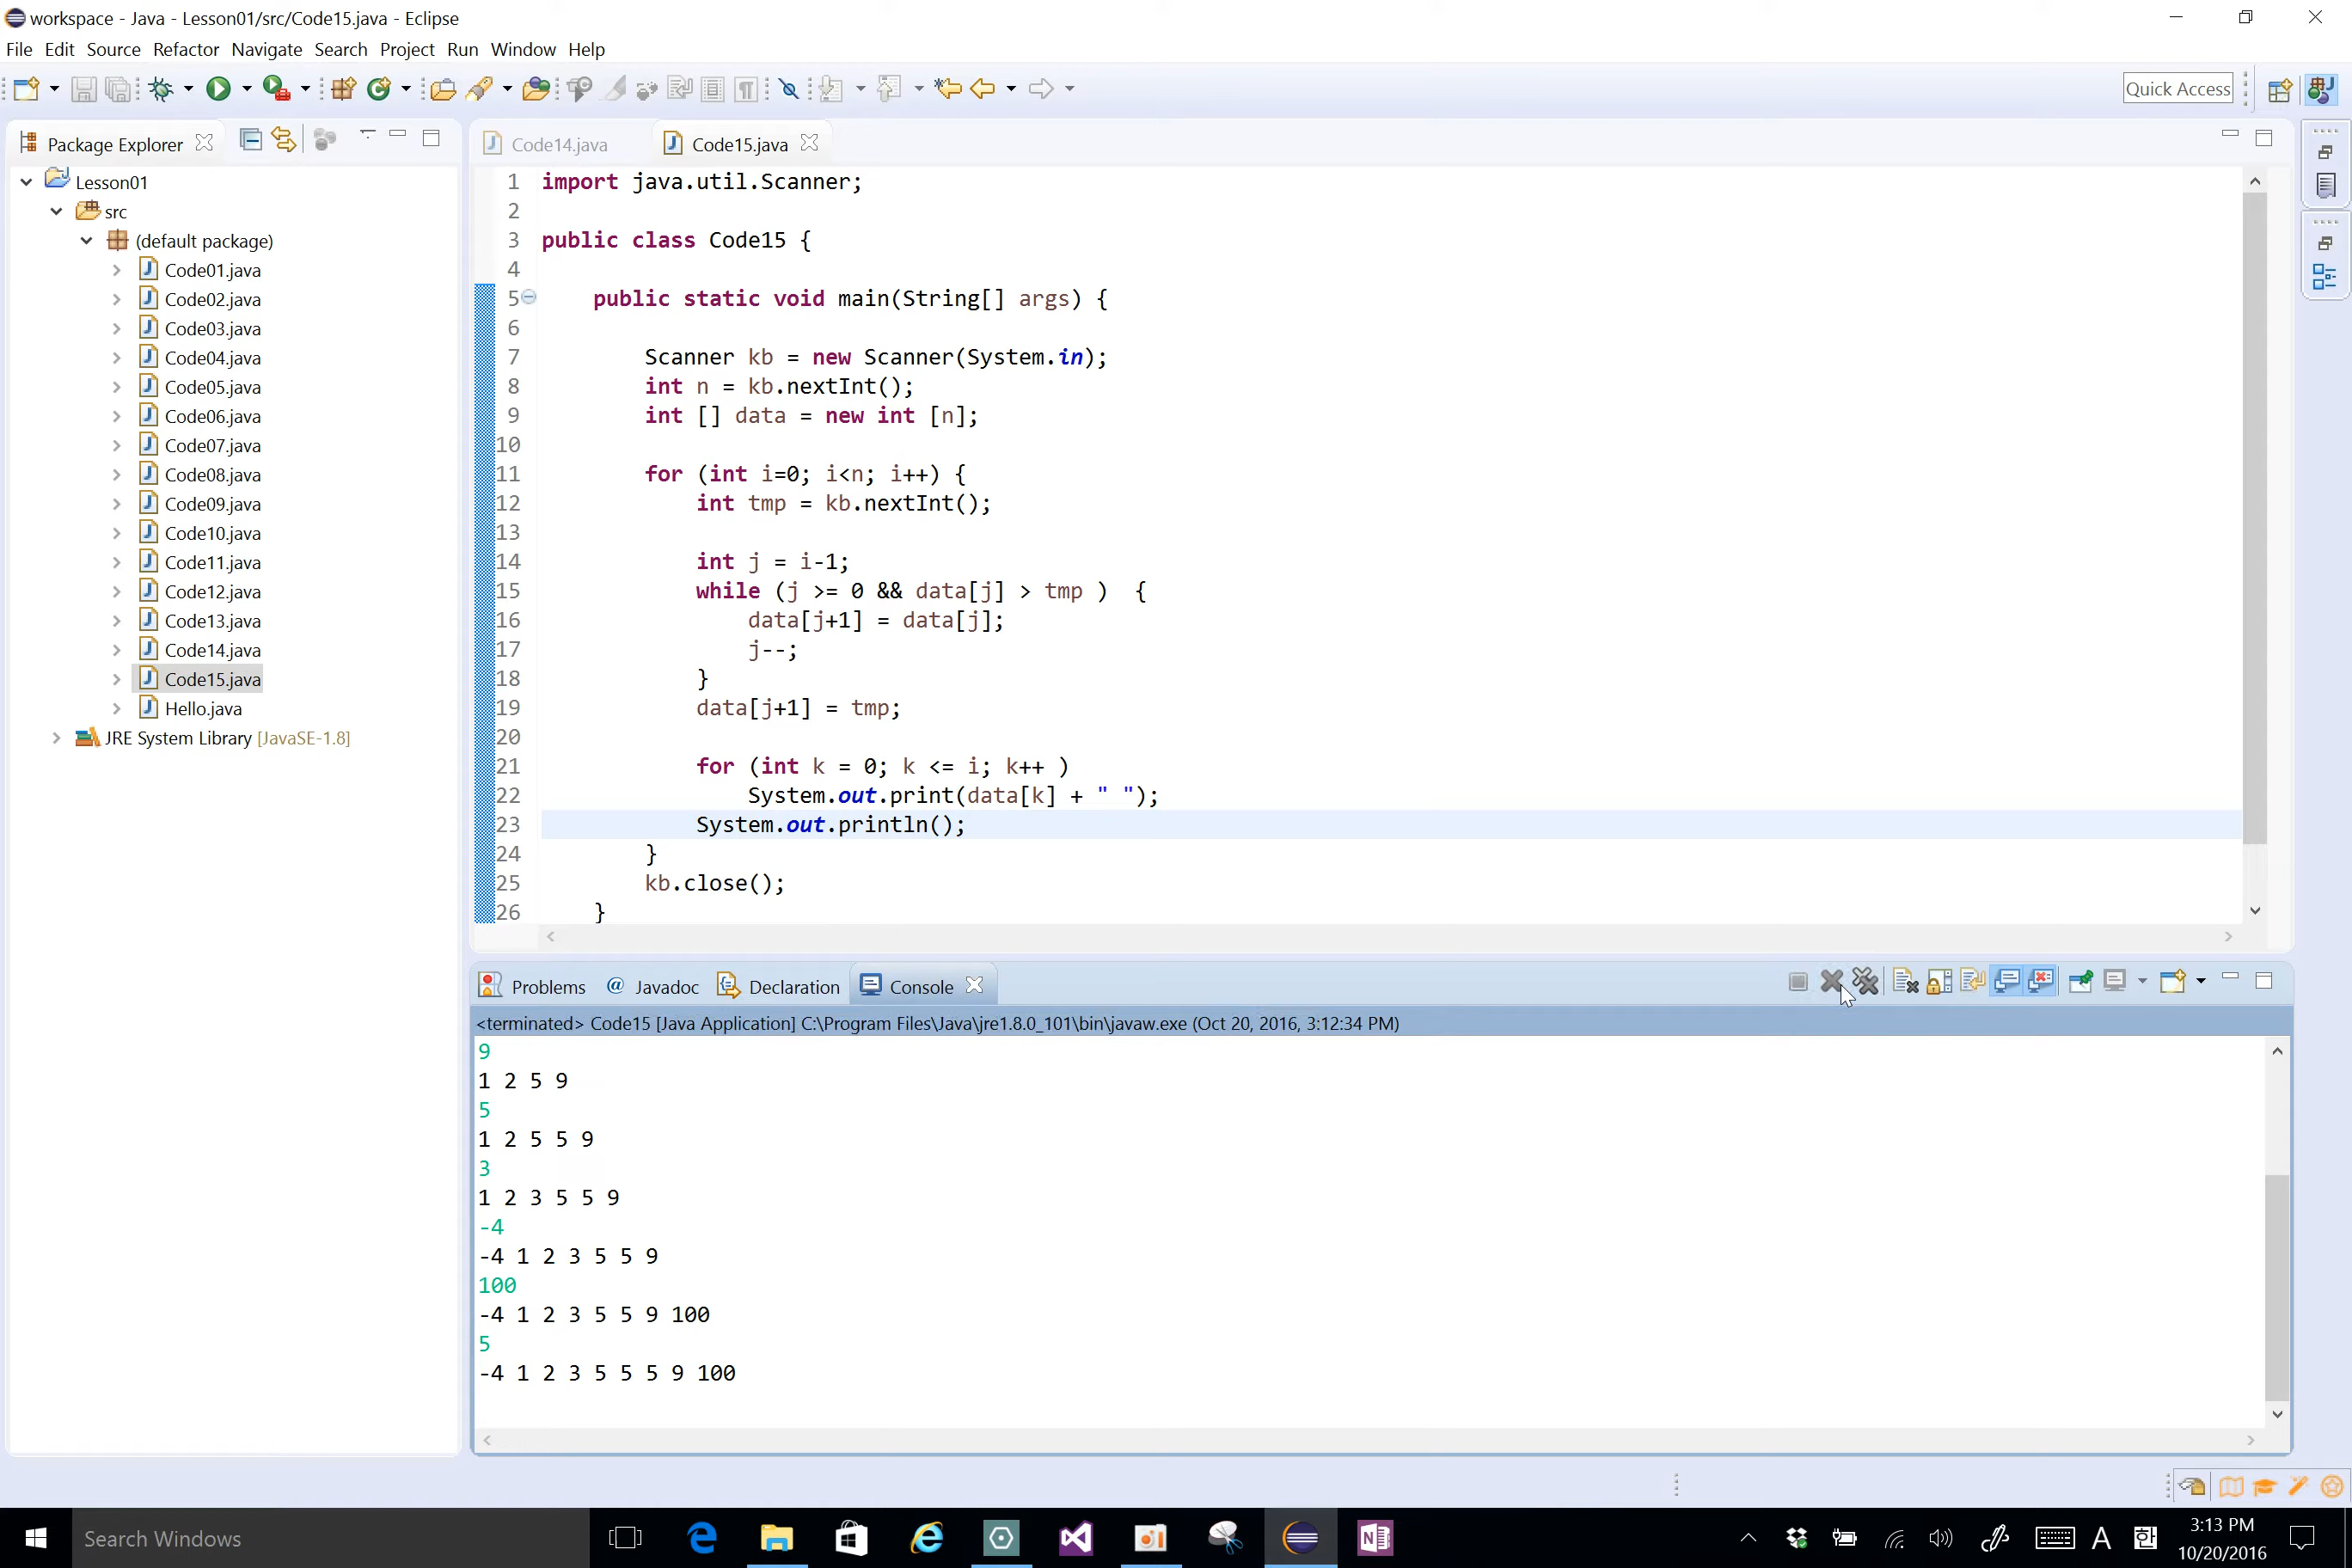 workspace - Java - Lesson01/src/Code15.java - Eclipse
File Edit Source Refactor Navigate Search Project Run Window Help
Quick Access
Package Explorer
Lesson01
src
(default package)
Code01.java
Code02.java
Code03.java
Code04.java
Code05.java
Code06.java
Code07.java
Code08.java
Code09.java
Code10.java
Code11.java
Code12.java
Code13.java
Code14.java
Code15.java
Hello.java
JRE System Library [JavaSE-1.8]
Code14.java Code15.java
1 import java.util.Scanner;
2
3 public class Code15 {
4
5 public static void main(String[] args) {
6
7 Scanner kb = new Scanner(System.in);
8 int n = kb.nextInt();
9 int [] data = new int [n];
10
11 for (int i=0; i<n; i++) {
12 int tmp = kb.nextInt();
13
14 int j = i-1;
15 while (j >= 0 && data[j] > tmp ) {
16 data[j+1] = data[j];
17 j--;
18 }
19 data[j+1] = tmp;
20
21 for (int k = 0; k <= i; k++ )
22 System.out.print(data[k] + " ");
23 System.out.println();
24 }
25 kb.close();
26 }
Problems @ Javadoc Declaration Console
<terminated> Code15 [Java Application] C:\Program Files\Java\jre1.8.0_101\bin\javaw.exe (Oct 20, 2016, 3:12:34 PM)
9
1 2 5 9
5
1 2 5 5 9
3
1 2 3 5 5 9
-4
-4 1 2 3 5 5 9
100
-4 1 2 3 5 5 9 100
5
-4 1 2 3 5 5 5 9 100
Search Windows
A 한
3:13 PM
10/20/2016